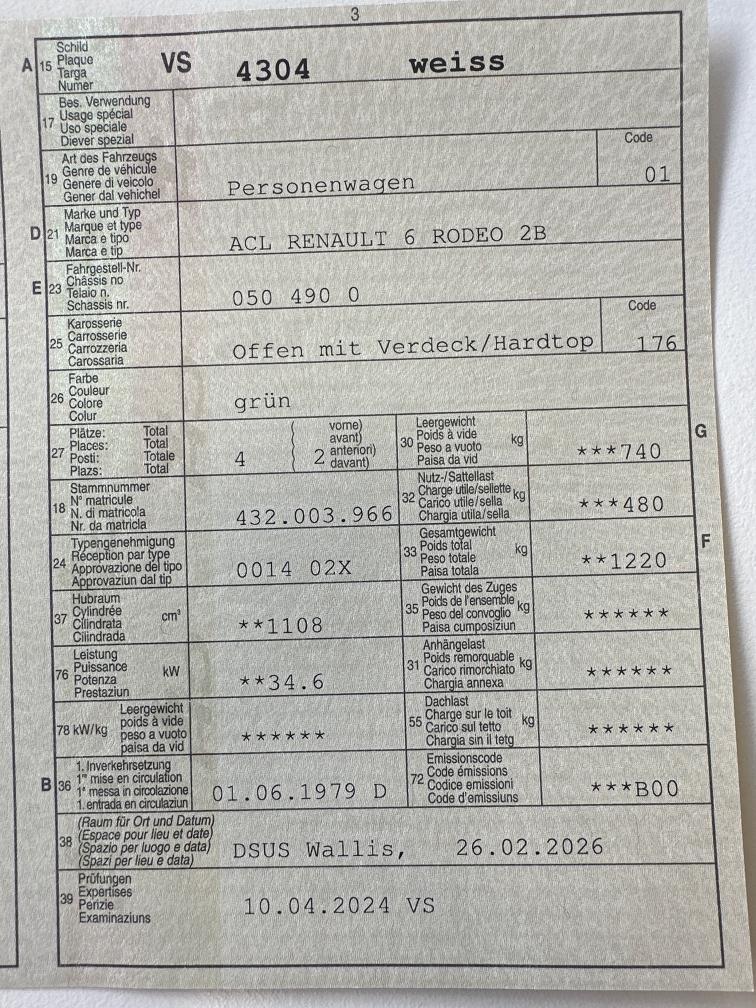 3
A 15 Schild Plaque Targa Numer VS 4304 weiss
17 Bes. Verwendung Usage spécial Uso speciale Diever spezial
19 Art des Fahrzeugs Genre de véhicule Genere di veicolo Gener dal vehichel Personenwagen Code 01
D 21 Marke und Typ Marque et type Marca e tipo Marca e tip ACL RENAULT 6 RODEO 2B
E 23 Fahrgestell-Nr. Châssis no Telaio n. Schassis nr. 050 490 0
25 Karosserie Carrosserie Carrozzeria Carossaria Offen mit Verdeck/Hardtop Code 176
26 Farbe Couleur Colore Colur grün
27 Plätze: Total Places: Total Posti: Totale Plazs: Total 4 2 vorne) avant) anteriori) davant)
30 Leergewicht Poids à vide Peso a vuoto Paisa da vid kg ***740 G
18 Stammnummer N° matricule N. di matricola Nr. da matricla 432.003.966
32 Nutz-/Sattellast Charge utile/sellette Carico utile/sella Chargia utila/sella kg ***480
24 Typengenehmigung Réception par type Approvazione del tipo Approvaziun dal tip 0014 02X
33 Gesamtgewicht Poids total Peso totale Paisa totala kg **1220 F
37 Hubraum Cylindrée Cilindrata Cilindrada cm³ **1108
35 Gewicht des Zuges Poids de l'ensemble Peso del convoglio Paisa cumposiziun kg ******
76 Leistung Puissance Potenza Prestaziun kW **34.6
31 Anhängelast Poids remorquable Carico rimorchiato Chargia annexa kg ******
78 kW/kg Leergewicht poids à vide peso a vuoto paisa da vid ******
55 Dachlast Charge sur le toit Carico sul tetto Chargia sin il tetg kg ******
B 36 1. Inverkehrsetzung 1re mise en circulation 1a messa in circolazione 1. entrada en circulaziun 01.06.1979 D
72 Emissionscode Code émissions Codice emissioni Code d'emissiuns ***B00
38 (Raum für Ort und Datum) (Espace pour lieu et date) (Spazio per luogo e data) (Spazi per lieu e data) DSUS Wallis, 26.02.2026
39 Prüfungen Expertises Perizie Examinaziuns 10.04.2024 VS